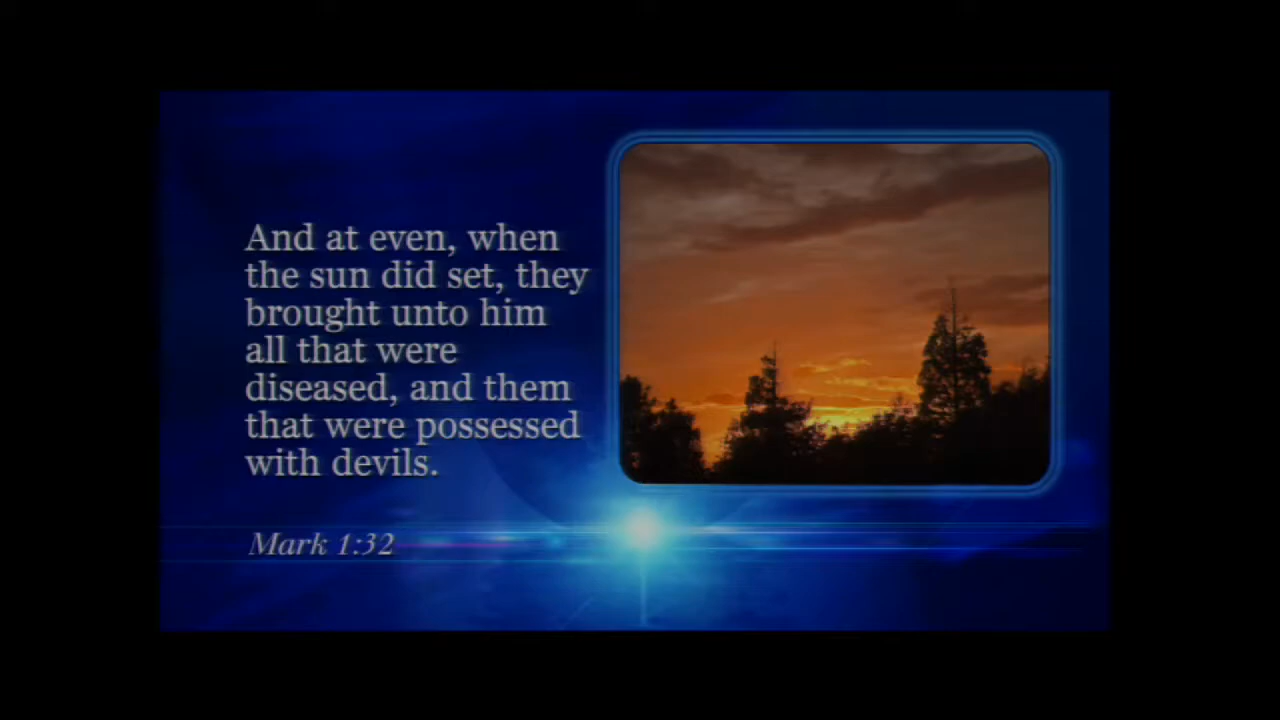 And at even, when
the sun did set, they
brought unto him
all that were
diseased, and them
that were possessed
with devils.
Mark 1:32